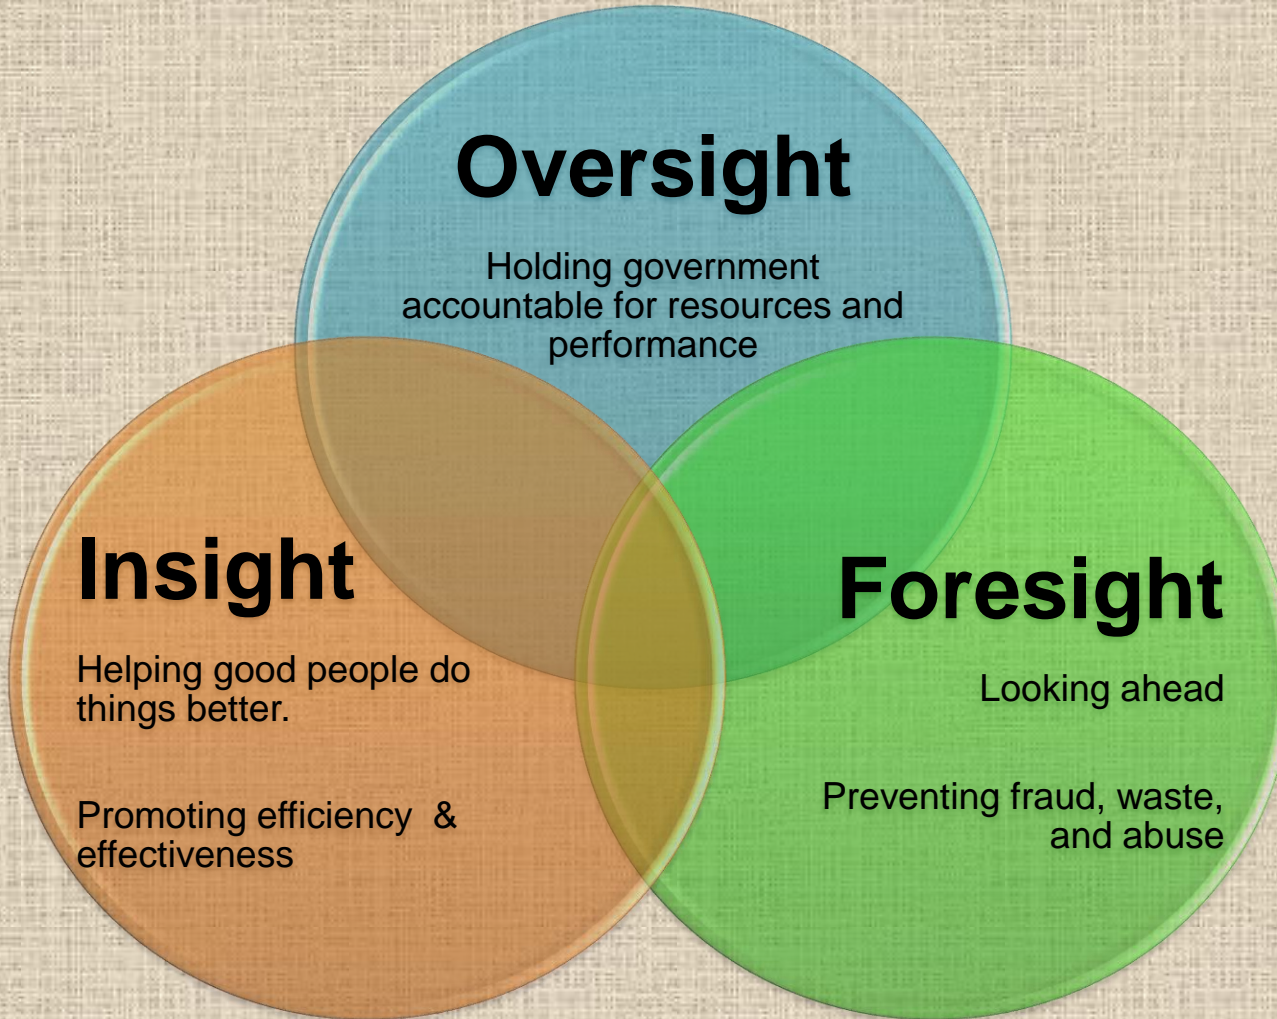 Oversight
Holding government
accountable for resources and
performance
Insight
Helping good people do
things better.
Promoting efficiency  &
effectiveness
Foresight
Looking ahead
Preventing fraud, waste,
and abuse